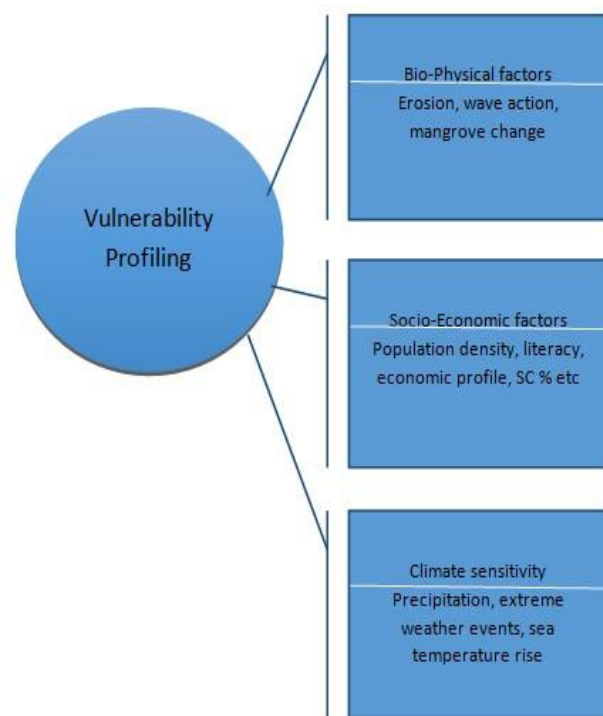 Vulnerability
Profiling
Bio-Physical factors
Erosion, wave action,
mangrove change
Socio-Economic factors
Population density, literacy,
economic profile, SC % etc
Climate sensitivity
Precipitation, extreme
weather events, sea
temperature rise